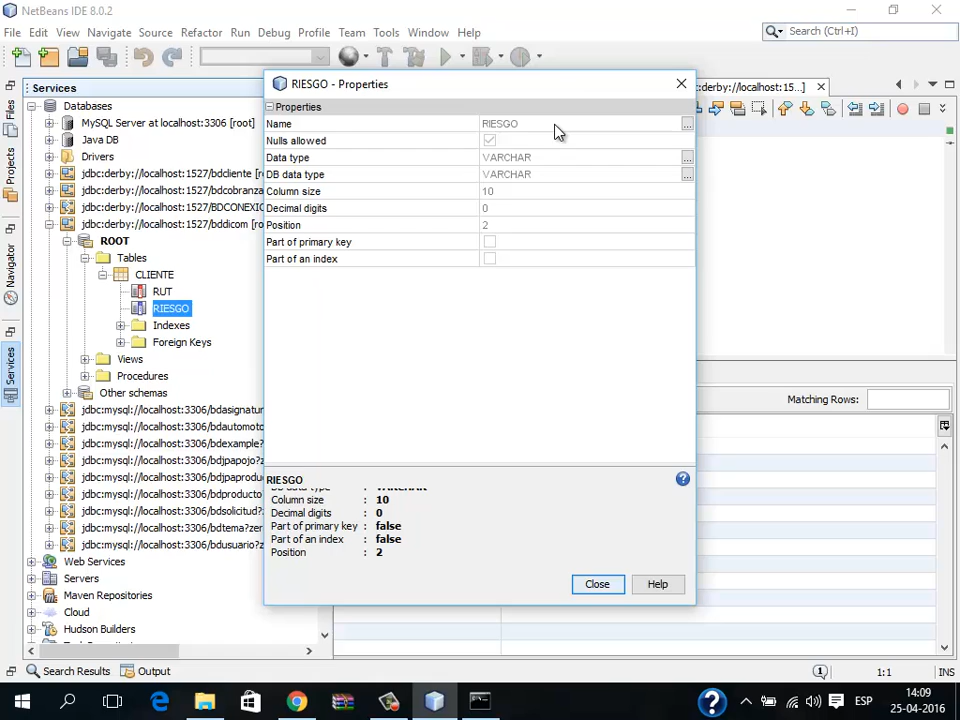 NetBeans IDE 8.0.2
File Edit View Navigate Source Refactor Run Debug Profile Team Tools Window Help
Search (Ctrl+I)
Services
Files
Projects
Navigator
Services
Databases
MySQL Server at localhost:3306 [root]
Java DB
Drivers
jdbc:derby://localhost:1527/bddiente
jdbc:derby://localhost:1527/bdcobranza
jdbc:derby://localhost:1527/BDCONEXIO
jdbc:derby://localhost:1527/bddicom
ROOT
Tables
CLIENTE
RUT
RIESGO
Indexes
Foreign Keys
Views
Procedures
Other schemas
jdbc:mysql://localhost:3306/bdasignatur
jdbc:mysql://localhost:3306/bdautomoto
jdbc:mysql://localhost:3306/bdexample?
jdbc:mysql://localhost:3306/bdjpapojo?z
jdbc:mysql://localhost:3306/bdjpaprodu
jdbc:mysql://localhost:3306/bdproducto
jdbc:mysql://localhost:3306/bdsolicitud?
jdbc:mysql://localhost:3306/bdtema?zer
jdbc:mysql://localhost:3306/bdusuario?z
Web Services
Servers
Maven Repositories
Cloud
Hudson Builders
RIESGO - Properties
Properties
Name RIESGO ...
Nulls allowed
Data type VARCHAR ...
DB data type VARCHAR ...
Column size 10
Decimal digits 0
Position 2
Part of primary key
Part of an index
RIESGO
Column size : 10
Decimal digits : 0
Part of primary key : false
Part of an index : false
Position : 2
Close Help
derby://localhost:15...]
Matching Rows:
Search Results Output
1 1:1 INS
ESP
14:09
25-04-2016